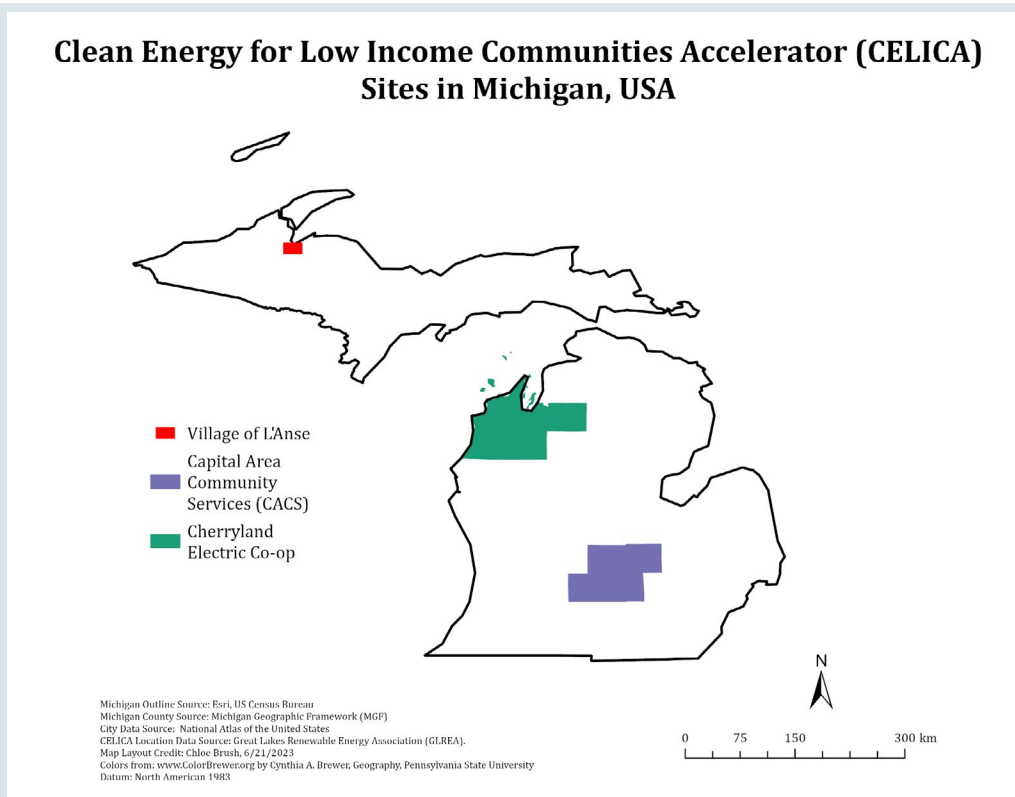 Clean Energy for Low Income Communities Accelerator (CELICA)
Sites in Michigan, USA
Village of L'Anse
Capital Area
Community
Services (CACS)
Cherryland
Electric Co-op
N
0 75 150 300 km
Michigan Outline Source: Esri, US Census Bureau
Michigan County Source: Michigan Geographic Framework (MGF)
City Data Source: National Atlas of the United States
CELICA Location Data Source: Great Lakes Renewable Energy Association (GLREA).
Map Layout Credit: Chloe Brush, 6/21/2023
Colors from: www.ColorBrewer.org by Cynthia A. Brewer, Geography, Pennsylvania State University
Datum: North American 1983